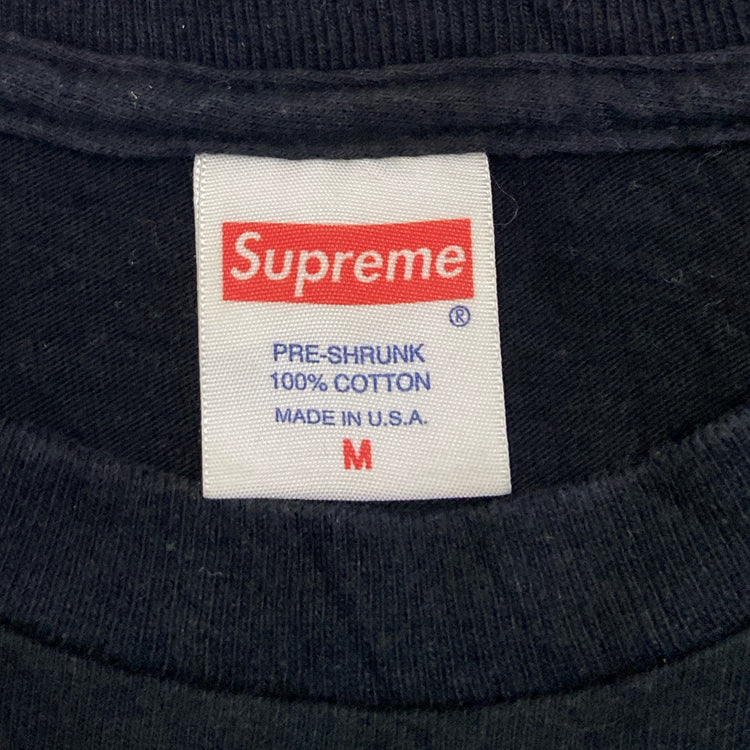 Supreme
®
PRE-SHRUNK
100% COTTON
MADE IN U.S.A.
M